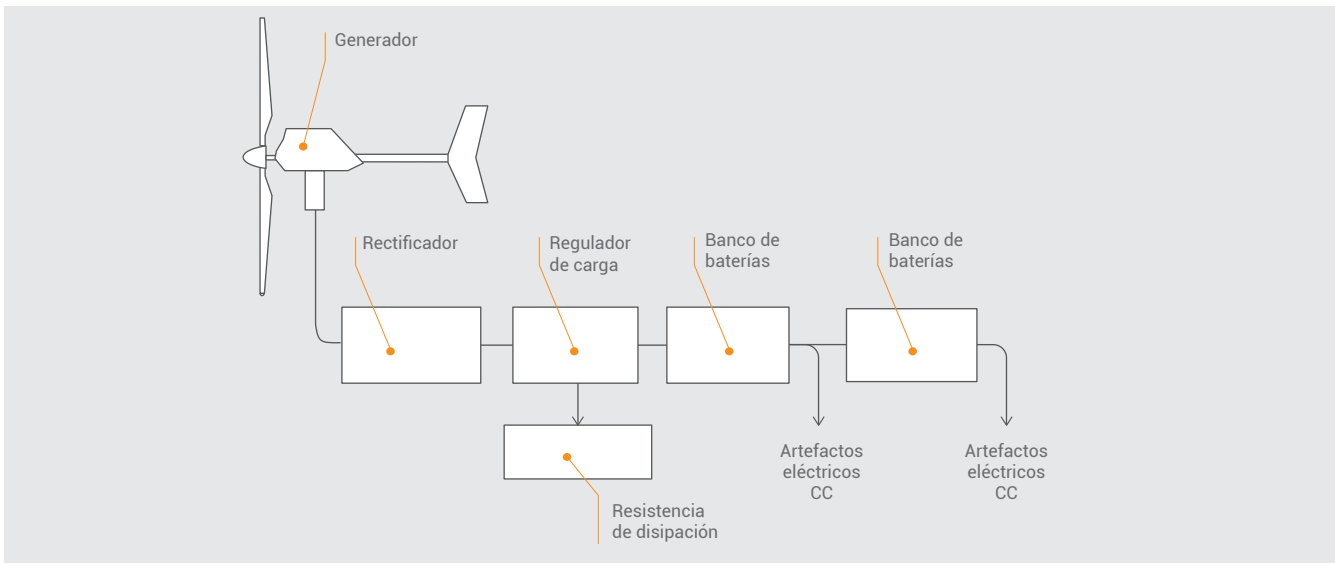 Generador
Rectificador
Regulador
de carga
Banco de
baterías
Banco de
baterías
Artefactos
eléctricos
CC
Artefactos
eléctricos
CC
Resistencia
de disipación